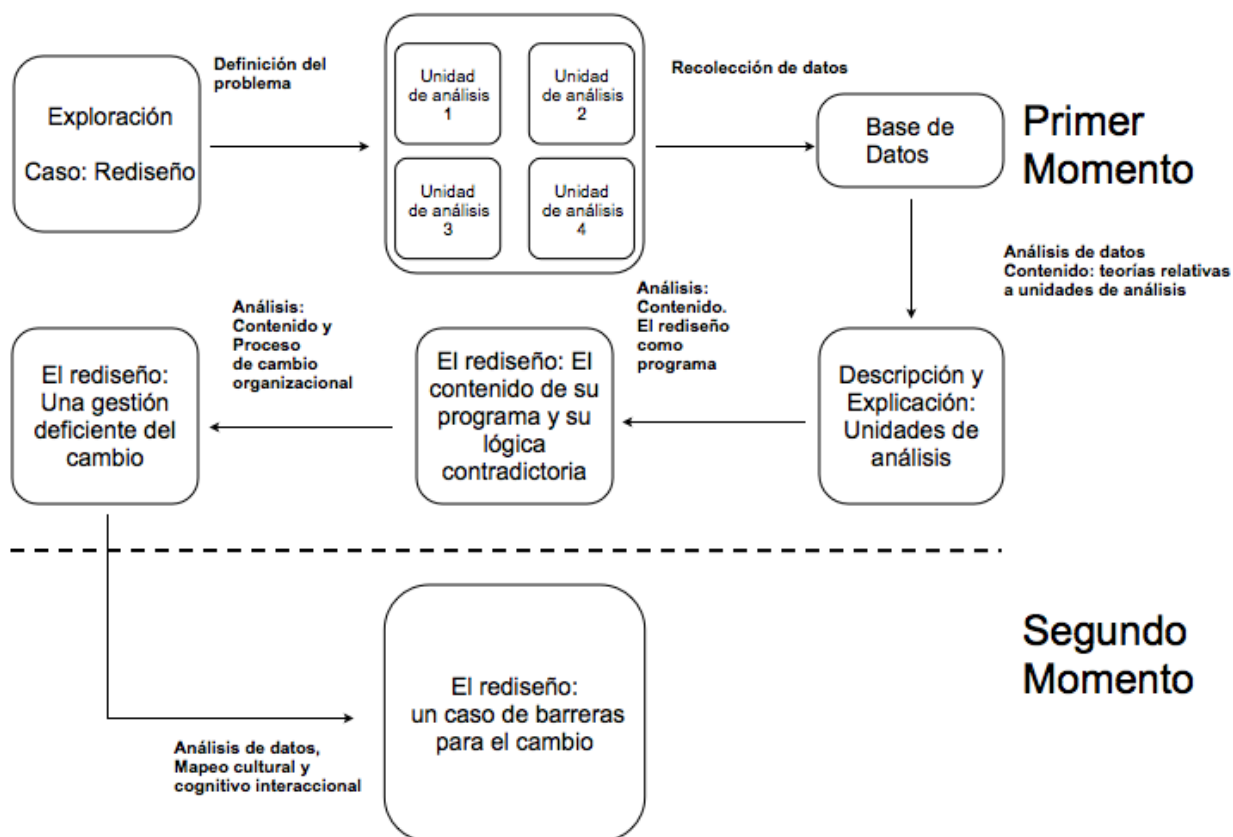 Exploración
Caso: Rediseño
Definición del
problema
Unidad
de análisis
1
Unidad
de análisis
2
Unidad
de análisis
3
Unidad
de análisis
4
Recolección de datos
Base de
Datos
Primer
Momento
Análisis de datos
Contenido: teorías relativas
a unidades de análisis
Descripción y
Explicación:
Unidades de
análisis
Análisis:
Contenido.
El rediseño
como
programa
El rediseño: El
contenido de su
programa y su
lógica
contradictoria
Análisis:
Contenido y
Proceso
de cambio
organizacional
El rediseño:
Una gestión
deficiente del
cambio
Análisis de datos,
Mapeo cultural y
cognitivo interaccional
El rediseño:
un caso de barreras
para el cambio
Segundo
Momento